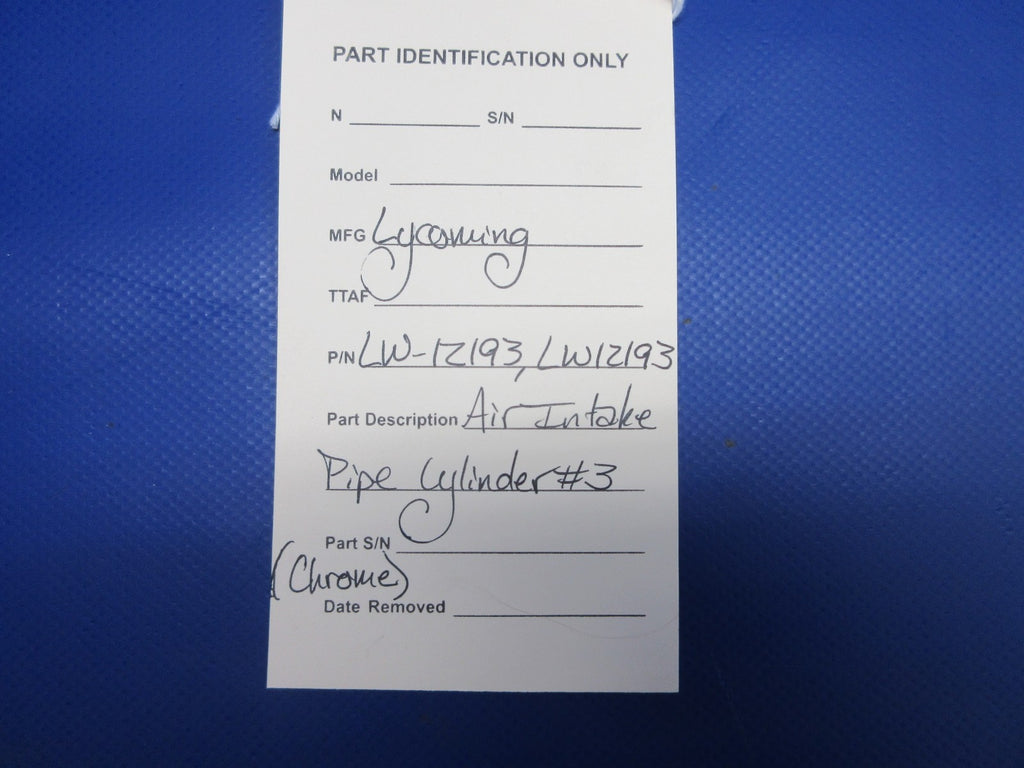 PART IDENTIFICATION ONLY
N S/N
Model
MFG Lycoming
TTAF
P/N LW-12193, LW12193
Part Description Air Intake
Pipe Cylinder #3
Part S/N
(Chrome)
Date Removed